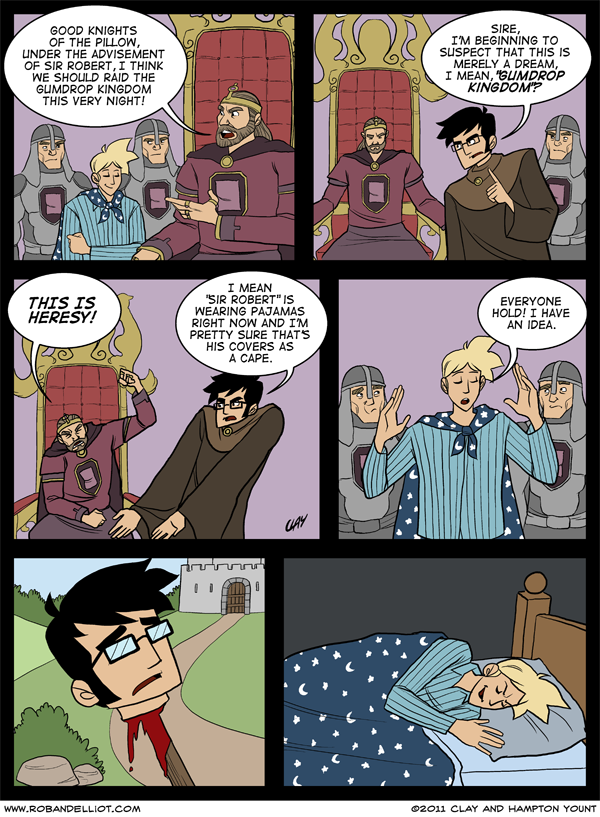 GOOD KNIGHTS
OF THE PILLOW,
UNDER THE ADVISEMENT
OF SIR ROBERT, I THINK
WE SHOULD RAID THE
GUMDROP KINGDOM
THIS VERY NIGHT!
SIRE,
I'M BEGINNING TO
SUSPECT THAT THIS IS
MERELY A DREAM,
I MEAN, "GUMDROP
KINGDOM"?
THIS IS
HERESY!
I MEAN
"SIR ROBERT" IS
WEARING PAJAMAS
RIGHT NOW AND I'M
PRETTY SURE THAT'S
HIS COVERS AS
A CAPE.
CLAY
EVERYONE
HOLD! I HAVE
AN IDEA.
WWW.ROBANDELLIOT.COM
©2011 CLAY AND HAMPTON YOUNT